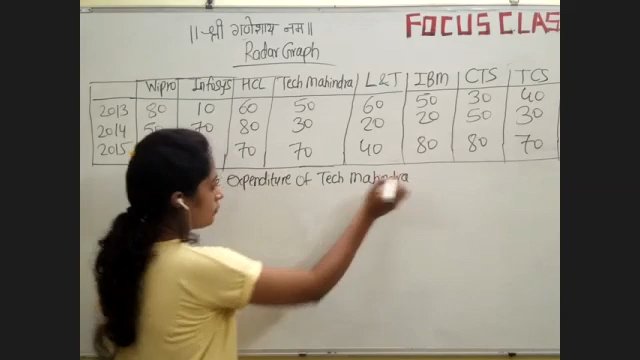 ।।श्री गणेशाय नम।।
FOCUS CLAS
Radar Graph
Wipro Infosys HCL Tech Mahindra L&T IBM CTS TCS
2013 80 10 60 50 60 50 30 40
2014 50 70 80 30 20 20 50 30
2015 70 70 40 80 80 70
Expenditure of Tech Mahindra